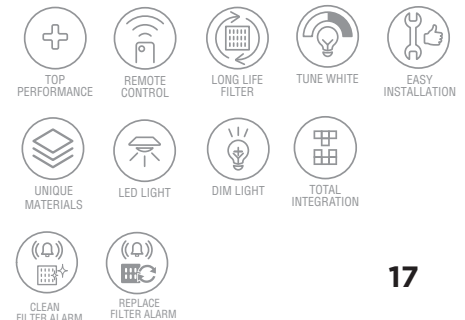 TOP
PERFORMANCE
REMOTE
CONTROL
LONG LIFE
FILTER
TUNE WHITE
EASY
INSTALLATION
UNIQUE
MATERIALS
LED LIGHT
DIM LIGHT
TOTAL
INTEGRATION
CLEAN
FILTER ALARM
REPLACE
FILTER ALARM
17